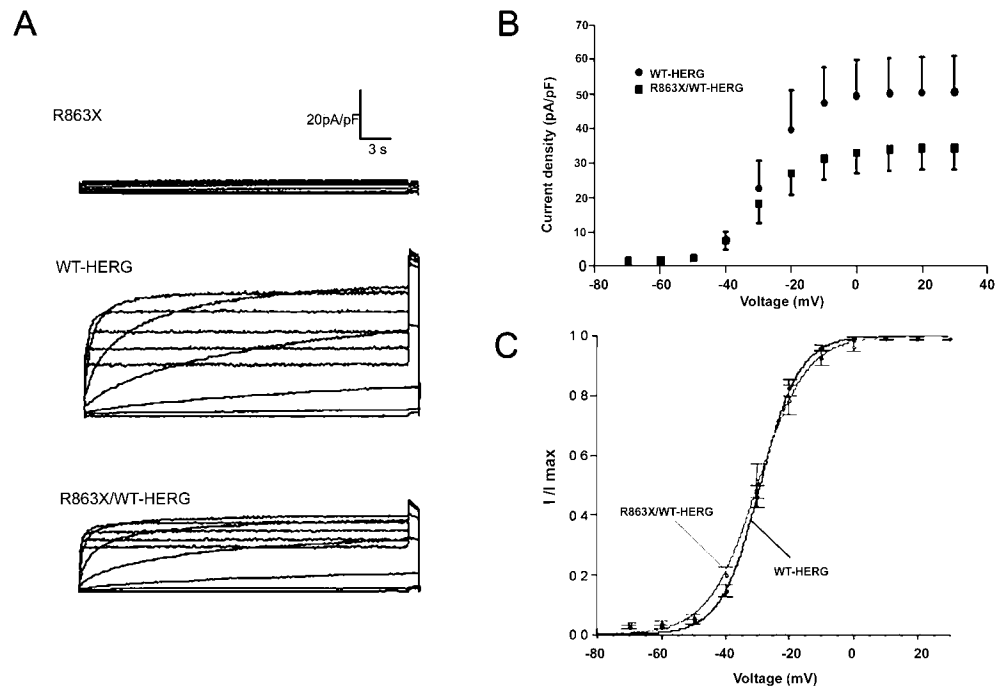 A
R863X
20pA/pF
3 s
WT-HERG
R863X/WT-HERG
B
70
60
50
40
30
20
10
0
-80
-60
-40
-20
0
20
40
Current density (pA/pF)
Voltage (mV)
WT-HERG
R863X/WT-HERG
C
1 0
0 8
0 6
0 4
0 2
0 0
-80
-60
-40
-20
0
20
I /I max
Voltage (mV)
R863X/WT-HERG
WT-HERG